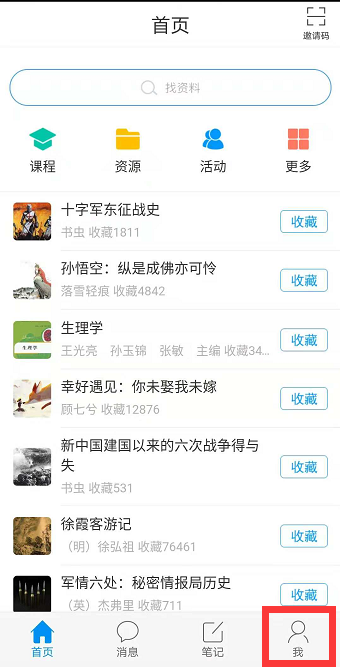 首页
邀请码
找资料
课程
资源
活动
更多
十字军东征战史
书虫 收藏1811
收藏
孙悟空：纵是成佛亦可怜
落雪轻痕 收藏4842
收藏
生理学
生理学
王光亮 孙玉锦 张敏 主编 收藏34...
收藏
幸好遇见：你未娶我未嫁
顾七兮 收藏12876
收藏
新中国建国以来的六次战争得与
失
书虫 收藏531
收藏
徐霞客游记
（明）徐弘祖 收藏76461
收藏
军情六处：秘密情报局历史
（英）杰弗里 收藏711
收藏
首页
消息
笔记
我